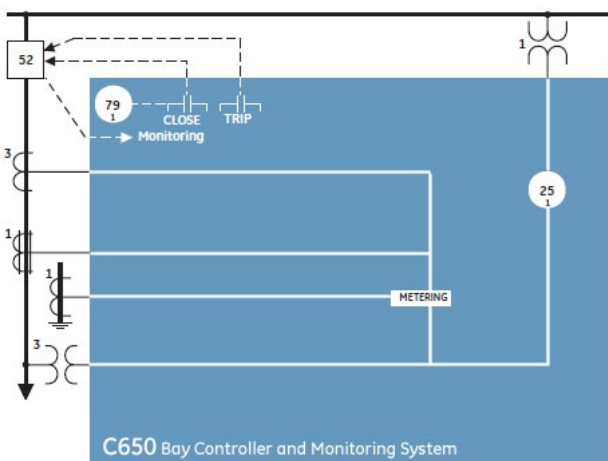 1
52
79
1
CLOSE
TRIP
Monitoring
3
25
1
1
1
METERING
3
C650 Bay Controller and Monitoring System